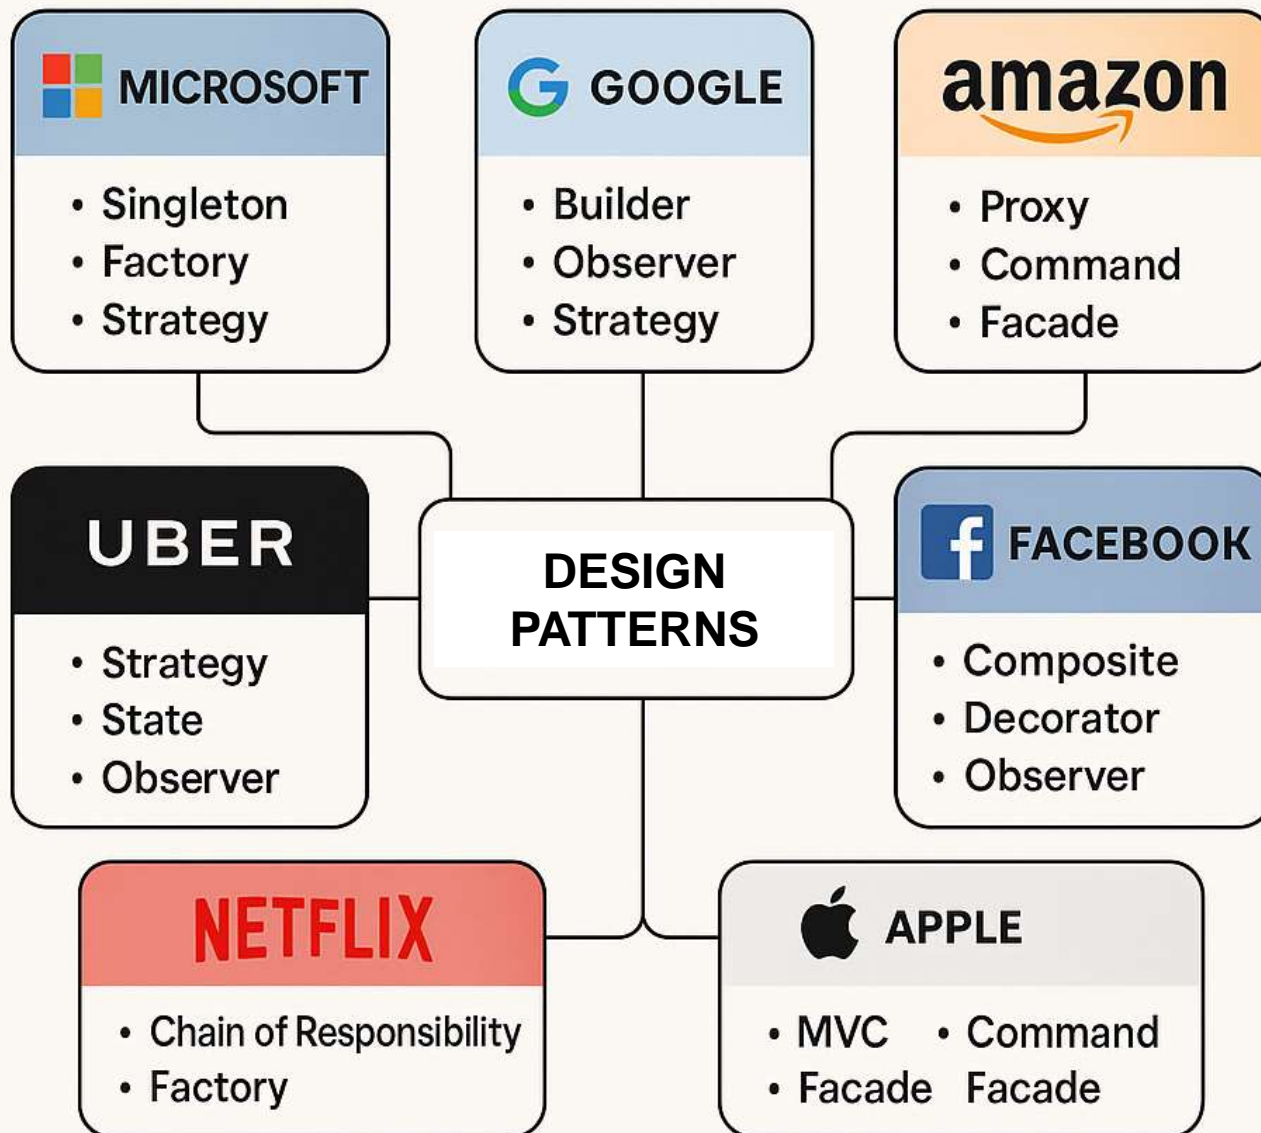 MICROSOFT
• Singleton
• Factory
• Strategy
GOOGLE
• Builder
• Observer
• Strategy
amazon
• Proxy
• Command
• Facade
UBER
• Strategy
• State
• Observer
DESIGN
PATTERNS
FACEBOOK
• Composite
• Decorator
• Observer
NETFLIX
• Chain of Responsibility
• Factory
APPLE
• MVC • Command
• Facade Facade